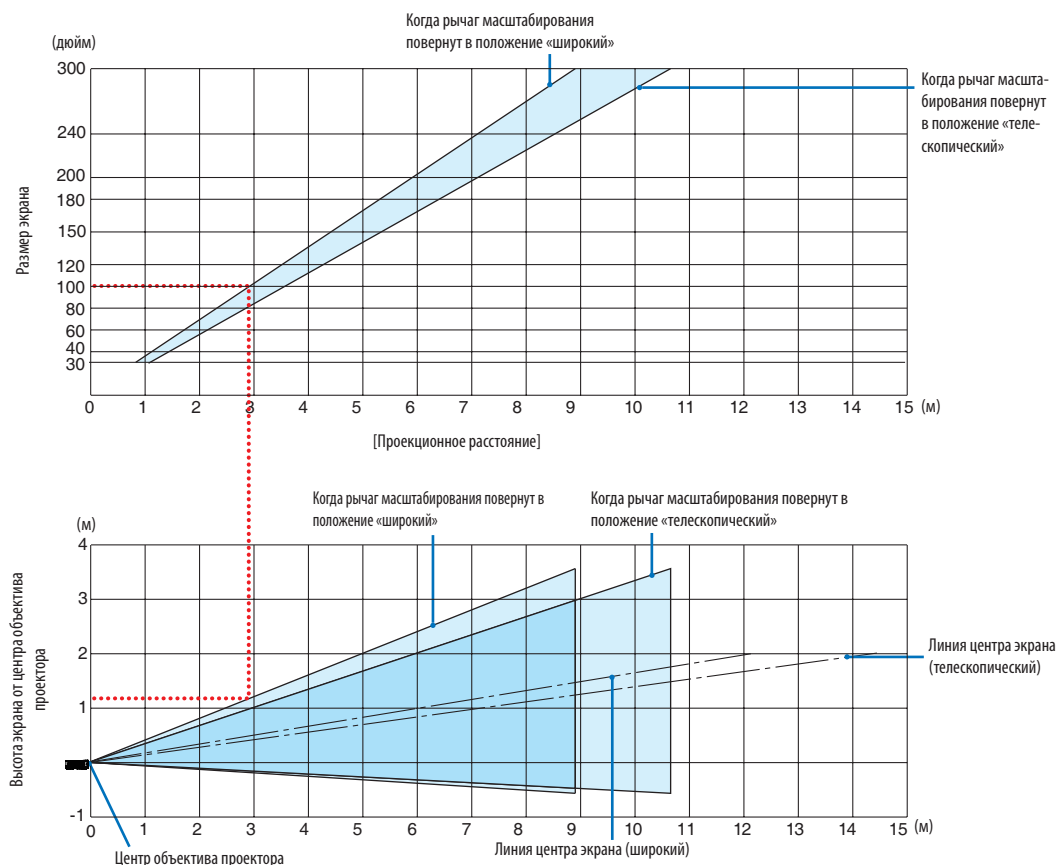 Когда рычаг масштабирования
повернут в положение «широкий»
(дюйм)
300
240
200
180
150
120
100
80
60
40
30
Размер экрана
Когда рычаг масшта-
бирования повернут
в положение «теле-
скопический»
0 1 2 3 4 5 6 7 8 9 10 11 12 13 14 15 (м)
[Проекционное расстояние]
Когда рычаг масштабирования повернут в
положение «широкий»
Когда рычаг масштабирования повернут в
положение «телескопический»
(м)
4
3
2
1
-1
Высота экрана от центра объектива
проектора
Линия центра экрана
(телескопический)
0 1 2 3 4 5 6 7 8 9 10 11 12 13 14 15 (м)
Линия центра экрана (широкий)
Центр объектива проектора